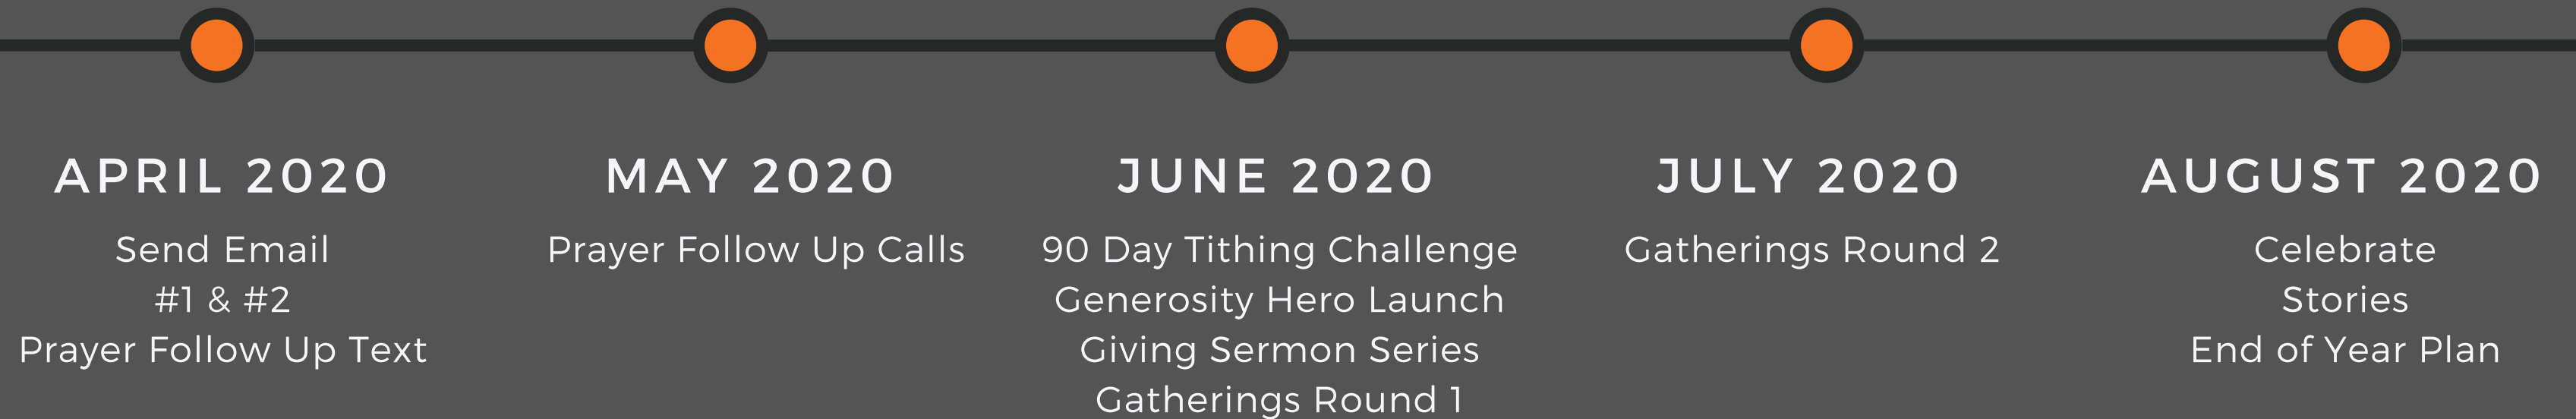 APRIL 2020
Send Email
#1 & #2
Prayer Follow Up Text
MAY 2020
Prayer Follow Up Calls
JUNE 2020
90 Day Tithing Challenge
Generosity Hero Launch
Giving Sermon Series
Gatherings Round 1
JULY 2020
Gatherings Round 2
AUGUST 2020
Celebrate
Stories
End of Year Plan